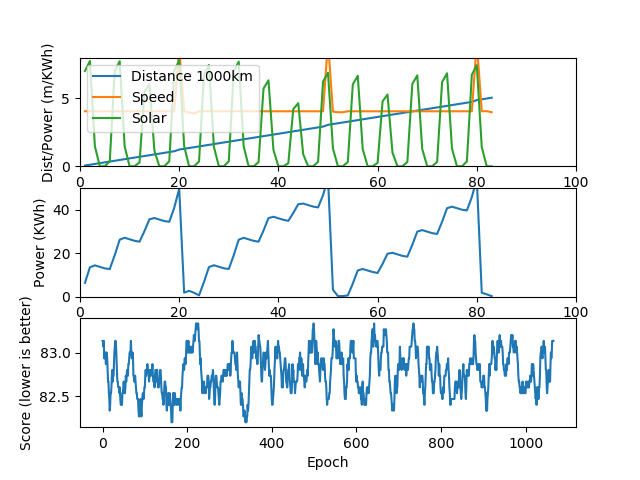 Dist/Power (m/KWh)
5
0
Distance 1000km
Speed
Solar
0 20 40 60 80 100
Power (KWh)
40
20
0
0 20 40 60 80 100
Score (lower is better)
83.0
82.5
0 200 400 600 800 1000
Epoch